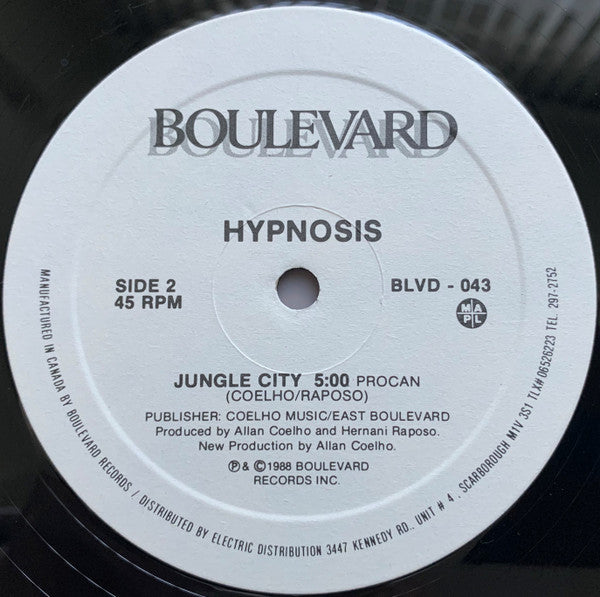 BOULEVARD
HYPNOSIS
SIDE 2
45 RPM
BLVD - 043
M A P L
JUNGLE CITY 5:00 PROCAN
(COELHO/RAPOSO)
PUBLISHER: COELHO MUSIC/EAST BOULEVARD
Produced by Allan Coelho and Hernani Raposo.
New Production by Allan Coelho.
℗ & ©1988 BOULEVARD
RECORDS INC.
MANUFACTURED IN CANADA BY BOULEVARD RECORDS / DISTRIBUTED BY ELECTRIC DISTRIBUTION 3447 KENNEDY RD., UNIT # 4, SCARBOROUGH M1V 3S1 TLX# 06526223 TEL. 297-2752